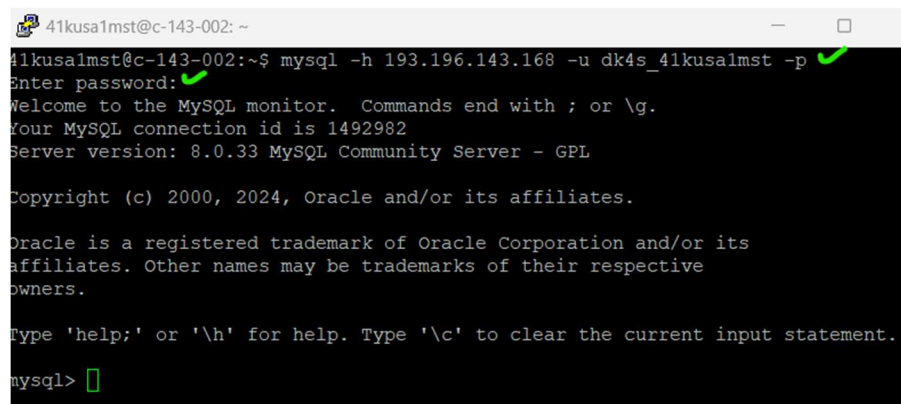 41kusa1mst@c-143-002: ~
41kusa1mst@c-143-002:~$ mysql -h 193.196.143.168 -u dk4s_41kusa1mst -p
Enter password:
Welcome to the MySQL monitor.  Commands end with ; or \g.
Your MySQL connection id is 1492982
Server version: 8.0.33 MySQL Community Server - GPL
Copyright (c) 2000, 2024, Oracle and/or its affiliates.
Oracle is a registered trademark of Oracle Corporation and/or its
affiliates. Other names may be trademarks of their respective
owners.
Type 'help;' or '\h' for help. Type '\c' to clear the current input statement.
mysql>